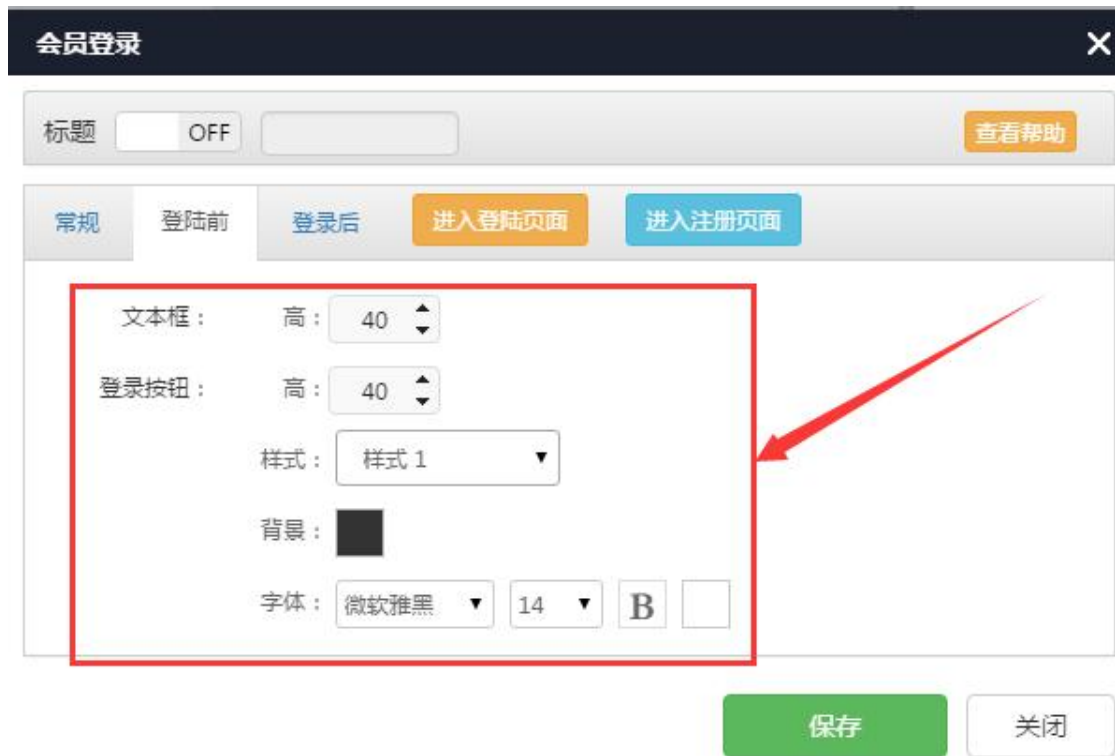 会员登录
标题 OFF 查看帮助
常规 登陆前 登录后 进入登陆页面 进入注册页面
文本框： 高： 40
登录按钮： 高： 40
样式： 样式 1
背景：
字体： 微软雅黑 14 B
保存 关闭